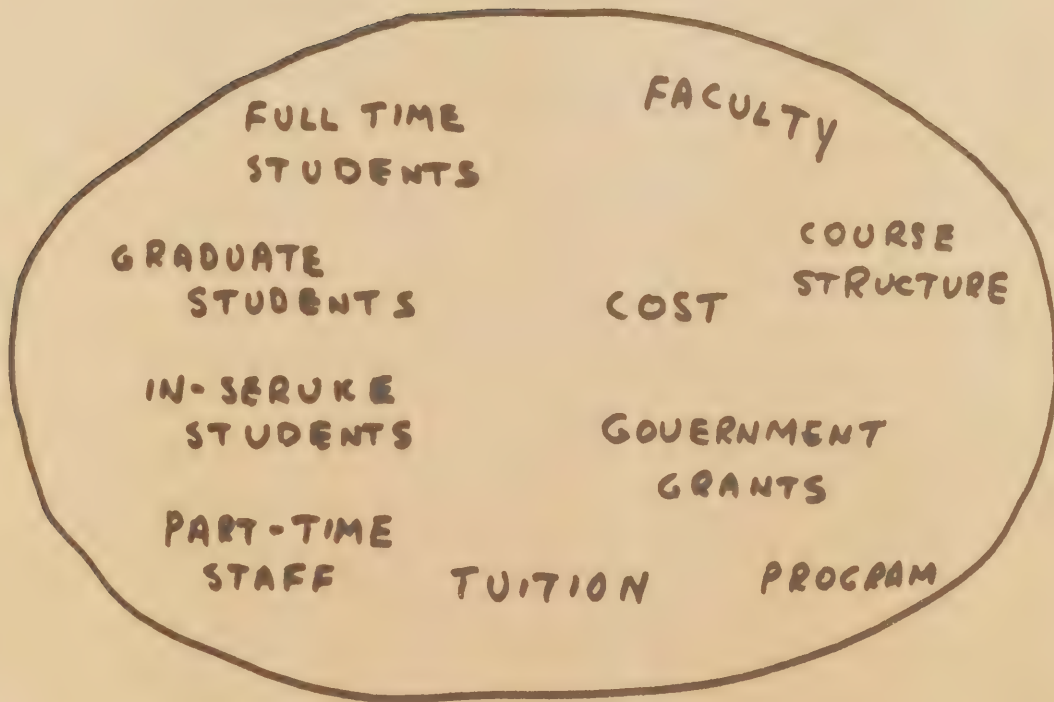 FULL TIME
STUDENTS
FACULTY
GRADUATE
STUDENTS
COURSE
STRUCTURE
COST
IN-SERVICE
STUDENTS
GOVERNMENT
GRANTS
PART-TIME
STAFF
TUITION
PROGRAM